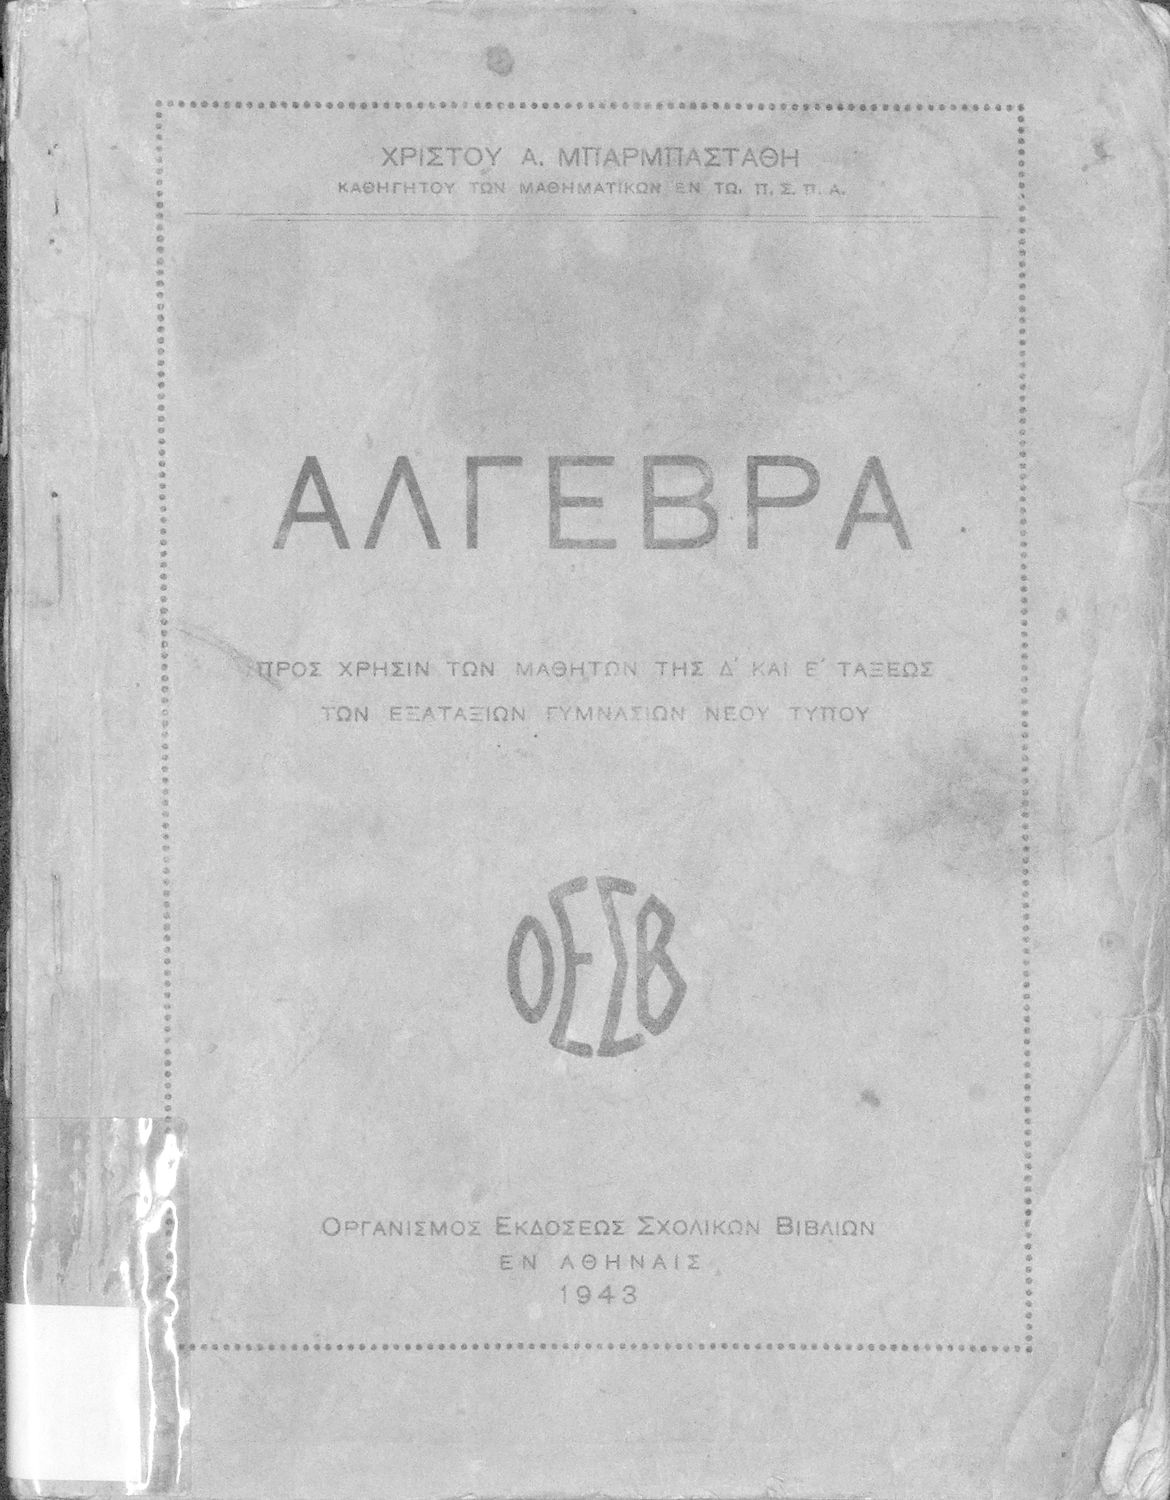 ΧΡΙΣΤΟΥ Α. ΜΠΑΡΜΠΑΣΤΑΘΗ
ΚΑΘΗΓΗΤΟΥ ΤΩΝ ΜΑΘΗΜΑΤΙΚΩΝ ΕΝ ΤΩ, Π. Σ. Π. Α.
ΑΛΓΕΒΡΑ
ΠΡΟΣ ΧΡΗΣΙΝ ΤΩΝ ΜΑΘΗΤΩΝ ΤΗΣ Δ΄ ΚΑΙ Ε΄ ΤΑΞΕΩΣ
ΤΩΝ ΕΞΑΤΑΞΙΩΝ ΓΥΜΝΑΣΙΩΝ ΝΕΟΥ ΤΥΠΟΥ
ΟΕΣΒ
ΟΡΓΑΝΙΣΜΟΣ ΕΚΔΟΣΕΩΣ ΣΧΟΛΙΚΩΝ ΒΙΒΛΙΩΝ
ΕΝ ΑΘΗΝΑΙΣ
1943